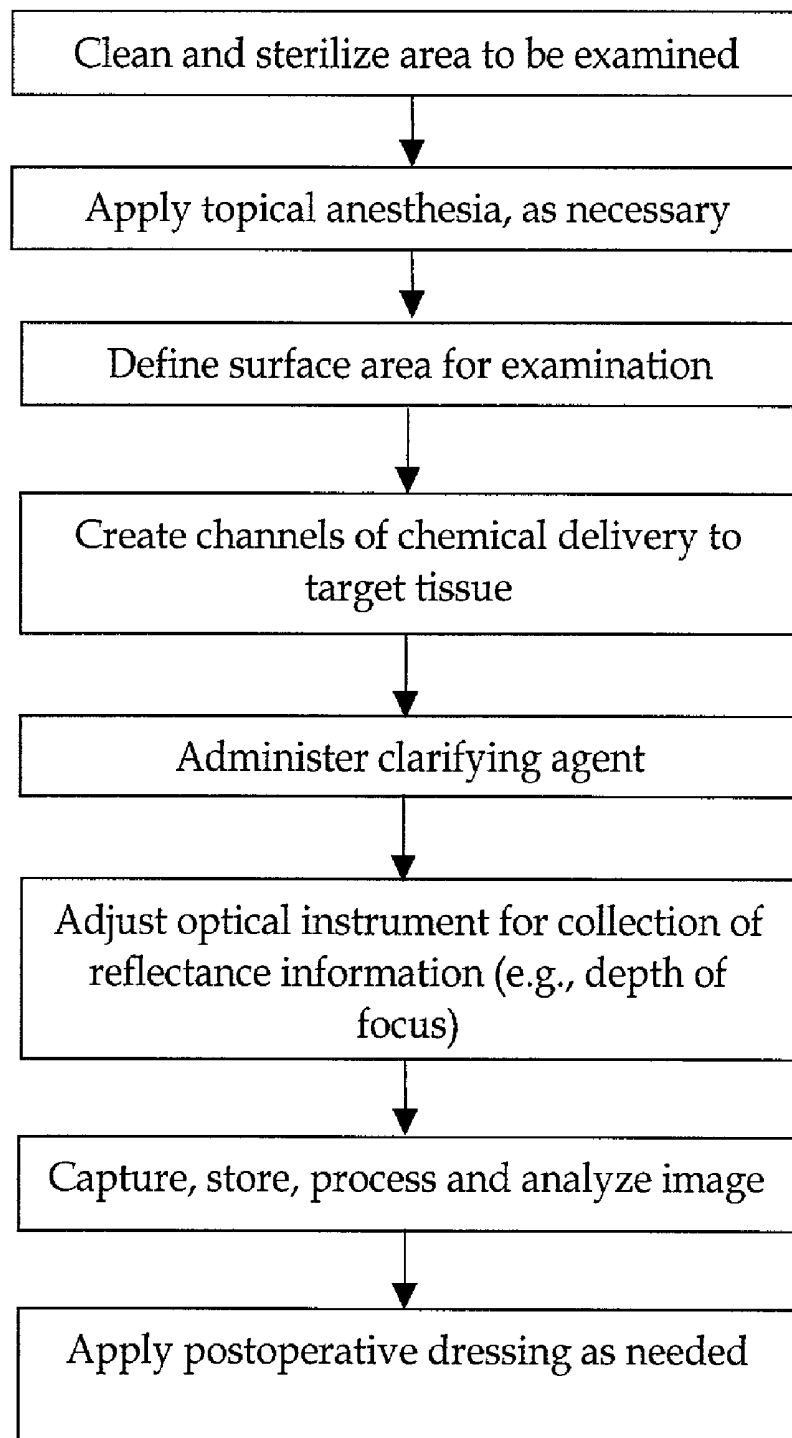 Clean and sterilize area to be examined
Apply topical anesthesia, as necessary
Define surface area for examination
Create channels of chemical delivery to
target tissue
Administer clarifying agent
Adjust optical instrument for collection of
reflectance information (e.g., depth of
focus)
Capture, store, process and analyze image
Apply postoperative dressing as needed